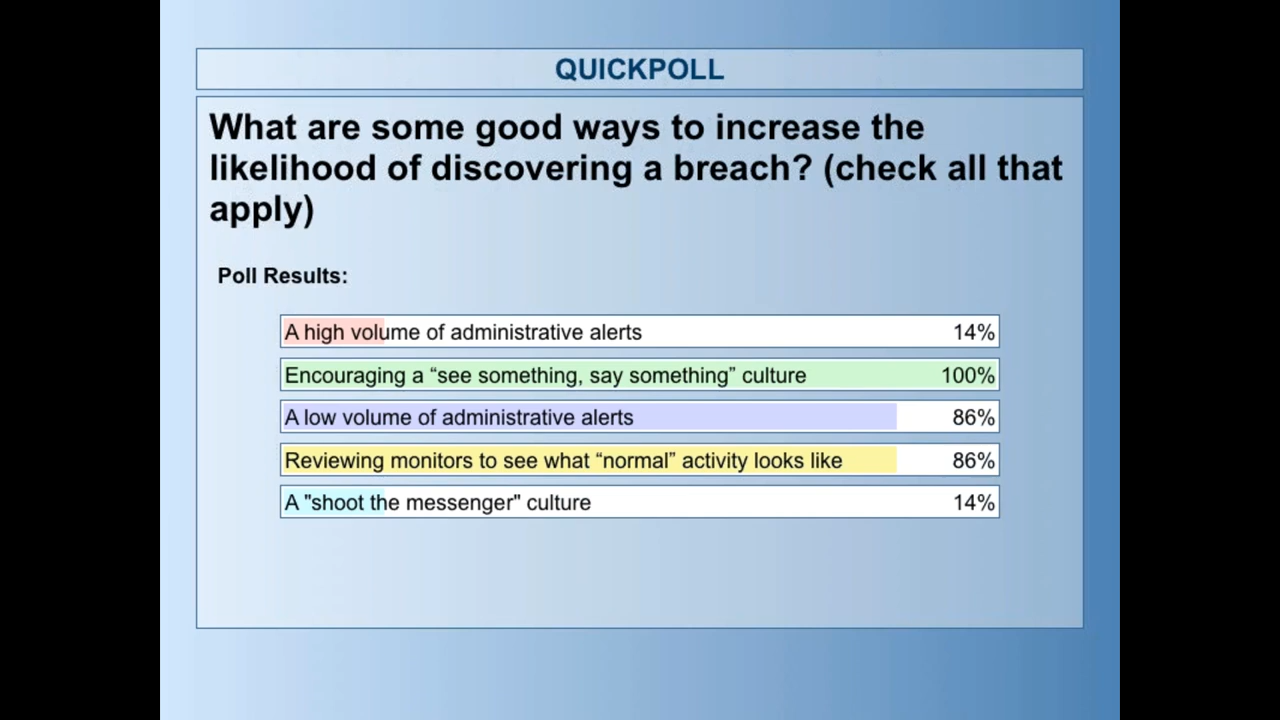 QUICKPOLL
What are some good ways to increase the
likelihood of discovering a breach? (check all that
apply)
Poll Results:
A high volume of administrative alerts 14%
Encouraging a “see something, say something” culture 100%
A low volume of administrative alerts 86%
Reviewing monitors to see what “normal” activity looks like 86%
A "shoot the messenger" culture 14%